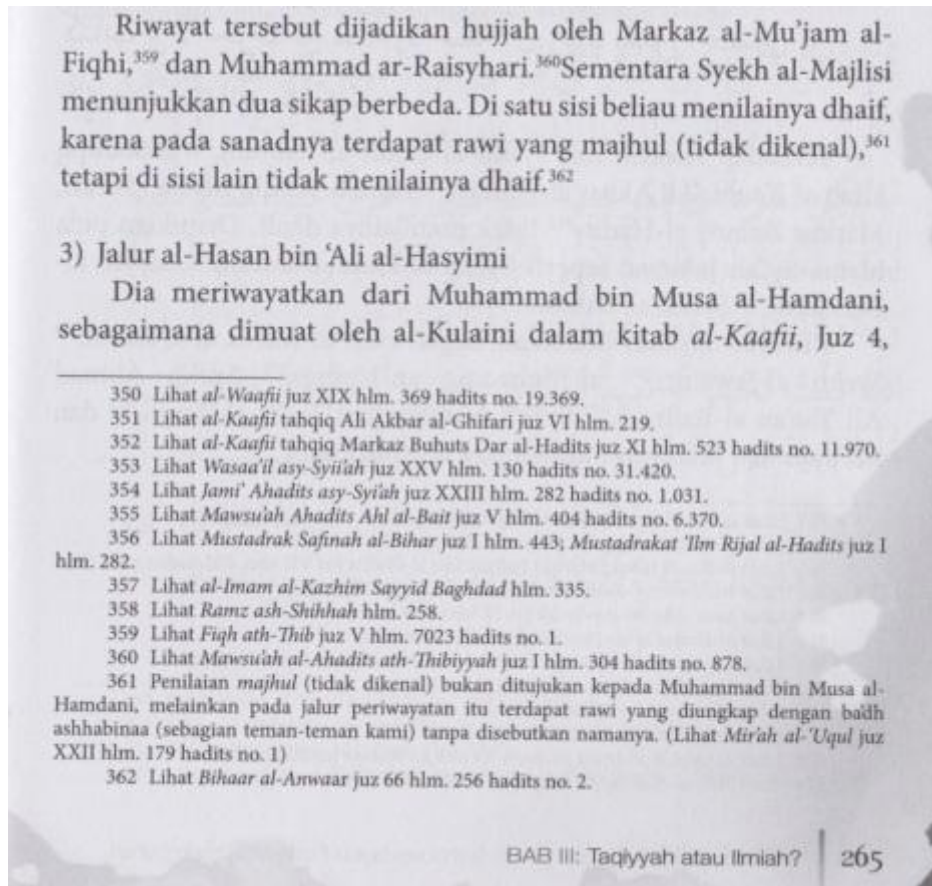 Riwayat tersebut dijadikan hujjah oleh Markaz al-Mu’jam al-
Fiqhi,³⁵⁹ dan Muhammad ar-Raisyhari.³⁶⁰Sementara Syekh al-Majlisi
menunjukkan dua sikap berbeda. Di satu sisi beliau menilainya dhaif,
karena pada sanadnya terdapat rawi yang majhul (tidak dikenal),³⁶¹
tetapi di sisi lain tidak menilainya dhaif.³⁶²
3) Jalur al-Hasan bin ‘Ali al-Hasyimi
Dia meriwayatkan dari Muhammad bin Musa al-Hamdani,
sebagaimana dimuat oleh al-Kulaini dalam kitab al-Kaafii, Juz 4,
350 Lihat al-Waafii juz XIX hlm. 369 hadits no. 19.369.
351 Lihat al-Kaafii tahqiq Ali Akbar al-Ghifari juz VI hlm. 219.
352 Lihat al-Kaafii tahqiq Markaz Buhuts Dar al-Hadits juz XI hlm. 523 hadits no. 11.970.
353 Lihat Wasaa'il asy-Syii'ah juz XXV hlm. 130 hadits no. 31.420.
354 Lihat Jami' Ahadits asy-Syi'ah juz XXIII hlm. 282 hadits no. 1.031.
355 Lihat Mawsu'ah Ahadits Ahl al-Bait juz V hlm. 404 hadits no. 6.370.
356 Lihat Mustadrak Safinah al-Bihar juz I hlm. 443; Mustadrakat 'Ilm Rijal al-Hadits juz I
hlm. 282.
357 Lihat al-Imam al-Kazhim Sayyid Baghdad hlm. 335.
358 Lihat Ramz ash-Shihhah hlm. 258.
359 Lihat Fiqh ath-Thib juz V hlm. 7023 hadits no. 1.
360 Lihat Mawsu'ah al-Ahadits ath-Thibiyyah juz I hlm. 304 hadits no. 878.
361 Penilaian majhul (tidak dikenal) bukan ditujukan kepada Muhammad bin Musa al-
Hamdani, melainkan pada jalur periwayatan itu terdapat rawi yang diungkap dengan ba'dh
ashhabinaa (sebagian teman-teman kami) tanpa disebutkan namanya. (Lihat Mir'ah al-'Uqul juz
XXII hlm. 179 hadits no. 1)
362 Lihat Bihaar al-Anwaar juz 66 hlm. 256 hadits no. 2.
BAB III: Taqiyyah atau Ilmiah? 265